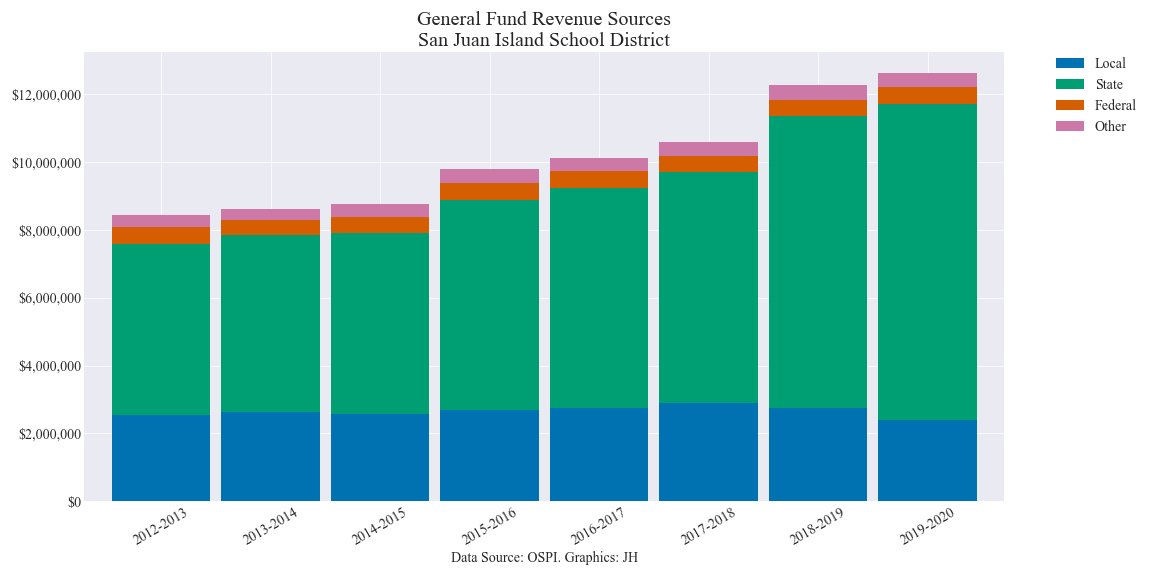 General Fund Revenue Sources
San Juan Island School District
Local
State
Federal
Other
$12,000,000
$10,000,000
$8,000,000
$6,000,000
$4,000,000
$2,000,000
$0
2012-2013
2013-2014
2014-2015
2015-2016
2016-2017
2017-2018
2018-2019
2019-2020
Data Source: OSPI. Graphics: JH